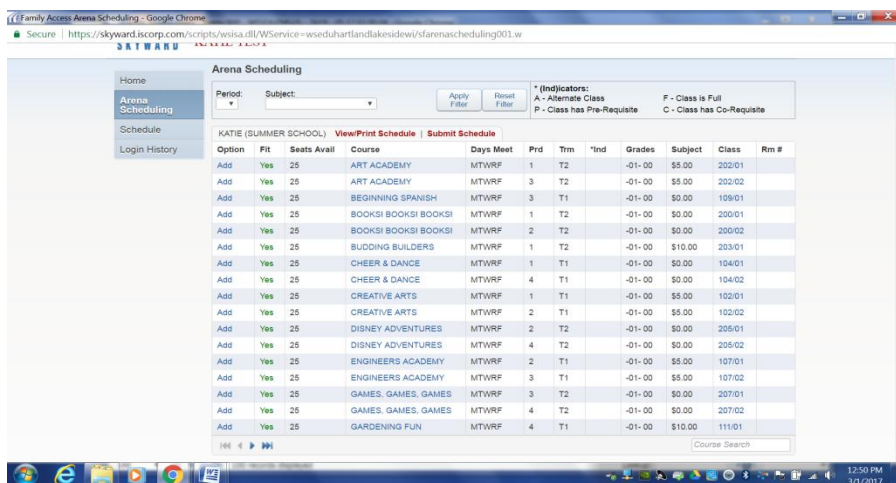 Family Access Arena Scheduling - Google Chrome
Secure | https://skyward.iscorp.com/scripts/wsisa.dll/WService=wseduhartlandlakesidewi/sfarenascheduling001.w
SKYWARD KATIE TEST
Home
Arena Scheduling
Schedule
Login History
Arena Scheduling
Period: Subject: Apply Filter Reset Filter
* (Ind)icators:
A - Alternate Class F - Class is Full
P - Class has Pre-Requisite C - Class has Co-Requisite
KATIE (SUMMER SCHOOL) View/Print Schedule | Submit Schedule
Option Fit Seats Avail Course Days Meet Prd Trm *Ind Grades Subject Class Rm #
Add Yes 25 ART ACADEMY MTWRF 1 T2 -01- 00 $5.00 202/01
Add Yes 25 ART ACADEMY MTWRF 3 T2 -01- 00 $5.00 202/02
Add Yes 25 BEGINNING SPANISH MTWRF 3 T1 -01- 00 $0.00 109/01
Add Yes 25 BOOKS! BOOKS! BOOKS! MTWRF 1 T2 -01- 00 $0.00 200/01
Add Yes 25 BOOKS! BOOKS! BOOKS! MTWRF 2 T2 -01- 00 $0.00 200/02
Add Yes 25 BUDDING BUILDERS MTWRF 1 T2 -01- 00 $10.00 203/01
Add Yes 25 CHEER & DANCE MTWRF 1 T1 -01- 00 $0.00 104/01
Add Yes 25 CHEER & DANCE MTWRF 4 T1 -01- 00 $0.00 104/02
Add Yes 25 CREATIVE ARTS MTWRF 1 T1 -01- 00 $5.00 102/01
Add Yes 25 CREATIVE ARTS MTWRF 2 T1 -01- 00 $5.00 102/02
Add Yes 25 DISNEY ADVENTURES MTWRF 2 T2 -01- 00 $0.00 205/01
Add Yes 25 DISNEY ADVENTURES MTWRF 4 T2 -01- 00 $0.00 205/02
Add Yes 25 ENGINEERS ACADEMY MTWRF 2 T1 -01- 00 $5.00 107/01
Add Yes 25 ENGINEERS ACADEMY MTWRF 3 T1 -01- 00 $5.00 107/02
Add Yes 25 GAMES, GAMES, GAMES MTWRF 3 T2 -01- 00 $0.00 207/01
Add Yes 25 GAMES, GAMES, GAMES MTWRF 4 T2 -01- 00 $0.00 207/02
Add Yes 25 GARDENING FUN MTWRF 4 T1 -01- 00 $10.00 111/01
Course Search
12:50 PM
3/1/2017